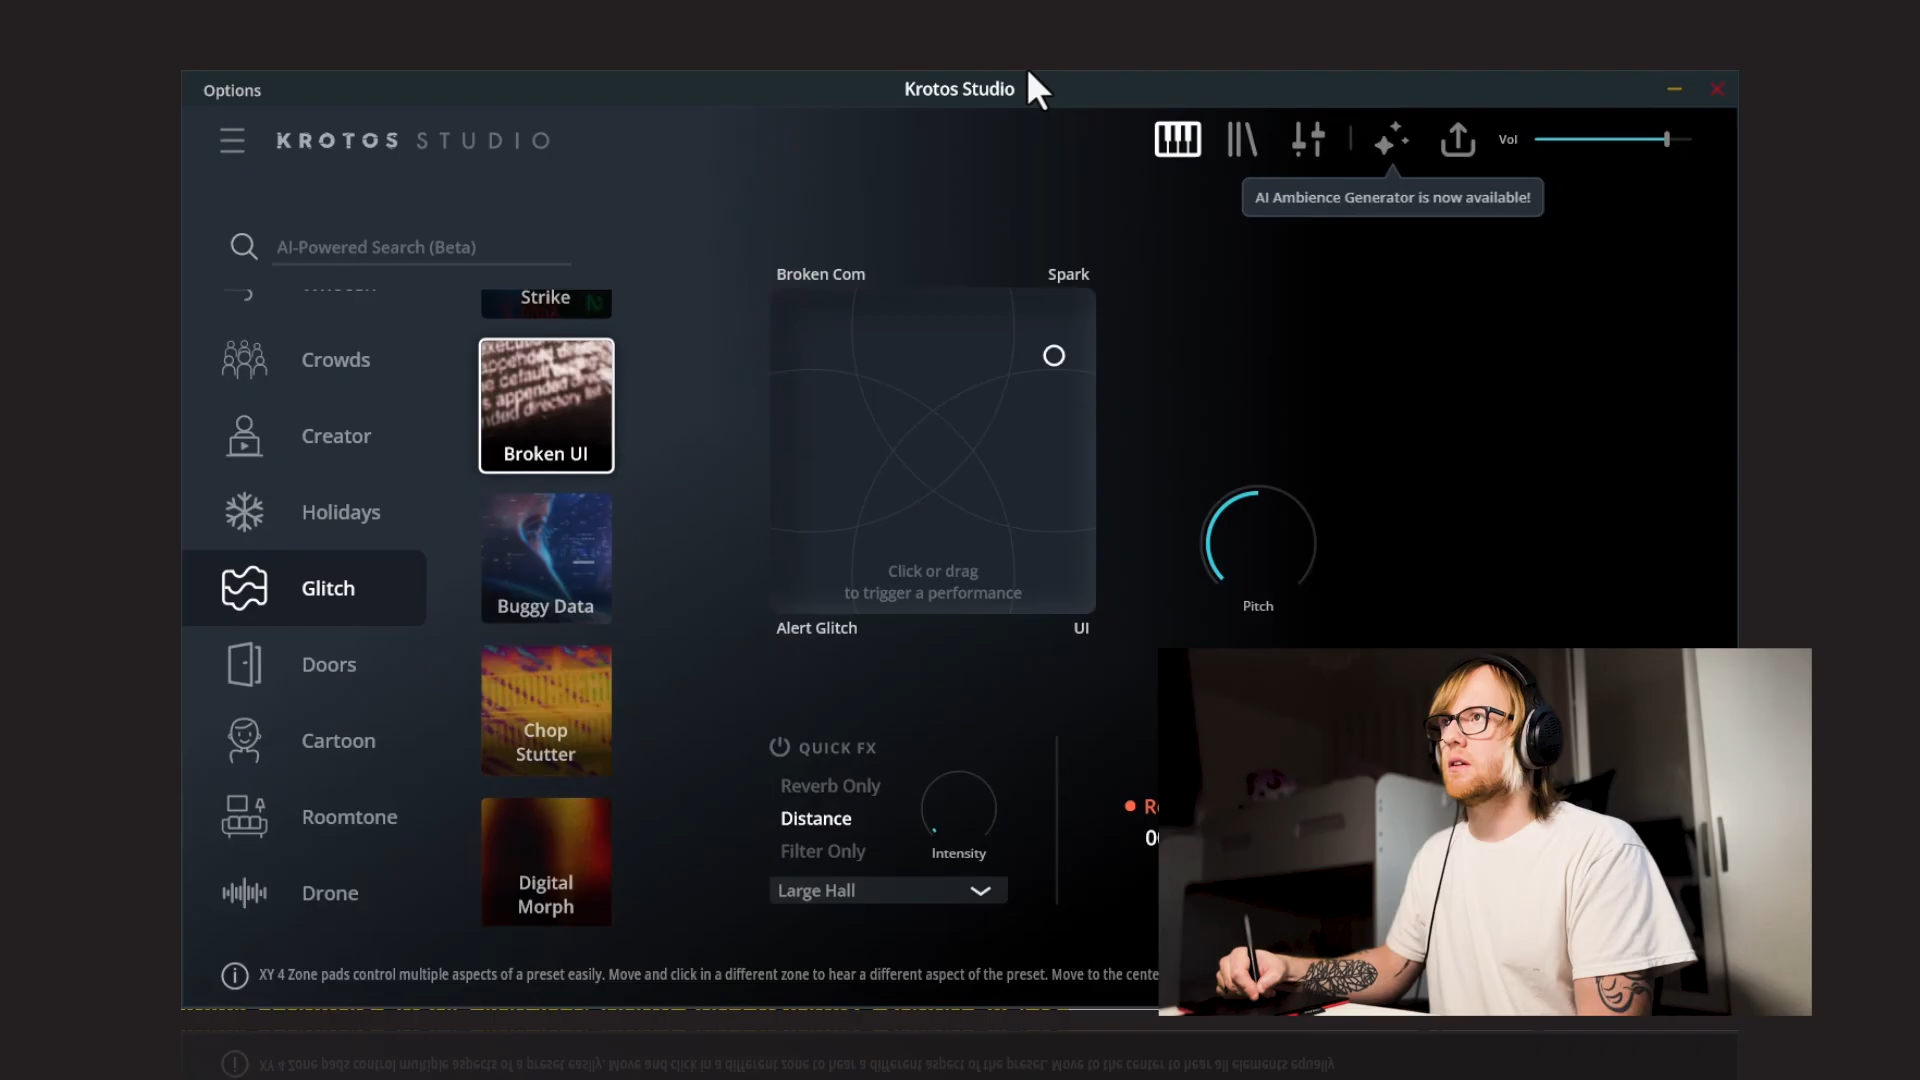 Options
Krotos Studio
KROTOS STUDIO
Vol
AI Ambience Generator is now available!
AI-Powered Search (Beta)
Crowds
Creator
Holidays
Glitch
Doors
Cartoon
Roomtone
Drone
Strike
Broken UI
Buggy Data
Chop
Stutter
Digital
Morph
Broken Com
Spark
Click or drag
to trigger a performance
Alert Glitch
UI
Pitch
QUICK FX
Reverb Only
Distance
Filter Only
Intensity
Large Hall
XY 4 Zone pads control multiple aspects of a preset easily. Move and click in a different zone to hear a different aspect of the preset. Move to the cente